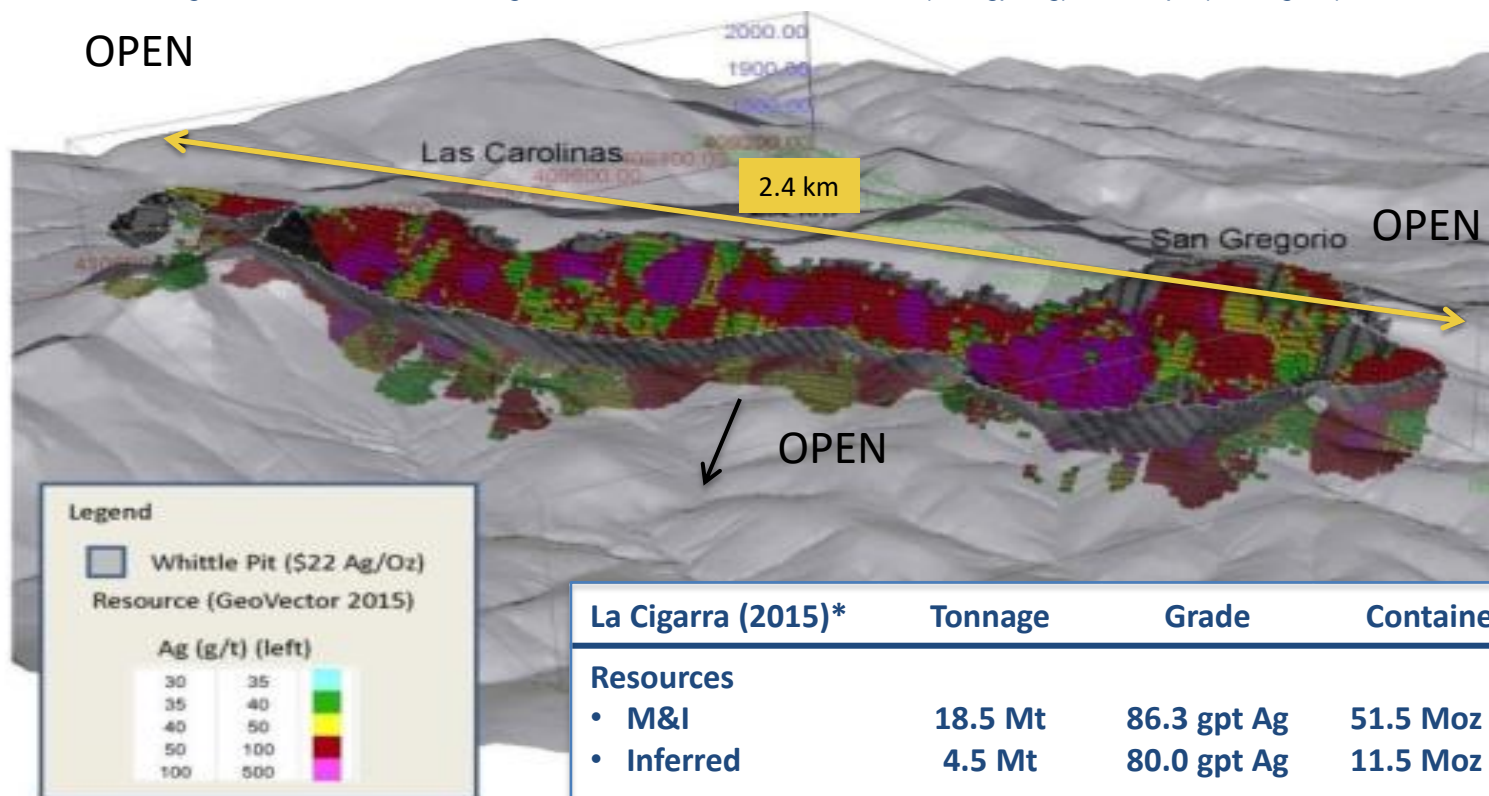 OPEN
2000.00
1900.00
Las Carolinas
2.4 km
San Gregorio
OPEN
OPEN
Legend
Whittle Pit ($22 Ag/Oz)
Resource (GeoVector 2015)
Ag (g/t) (left)
30 35
35 40
40 50
50 100
100 500
La Cigarra (2015)* Tonnage Grade Containe
Resources
• M&I 18.5 Mt 86.3 gpt Ag 51.5 Moz
• Inferred 4.5 Mt 80.0 gpt Ag 11.5 Moz